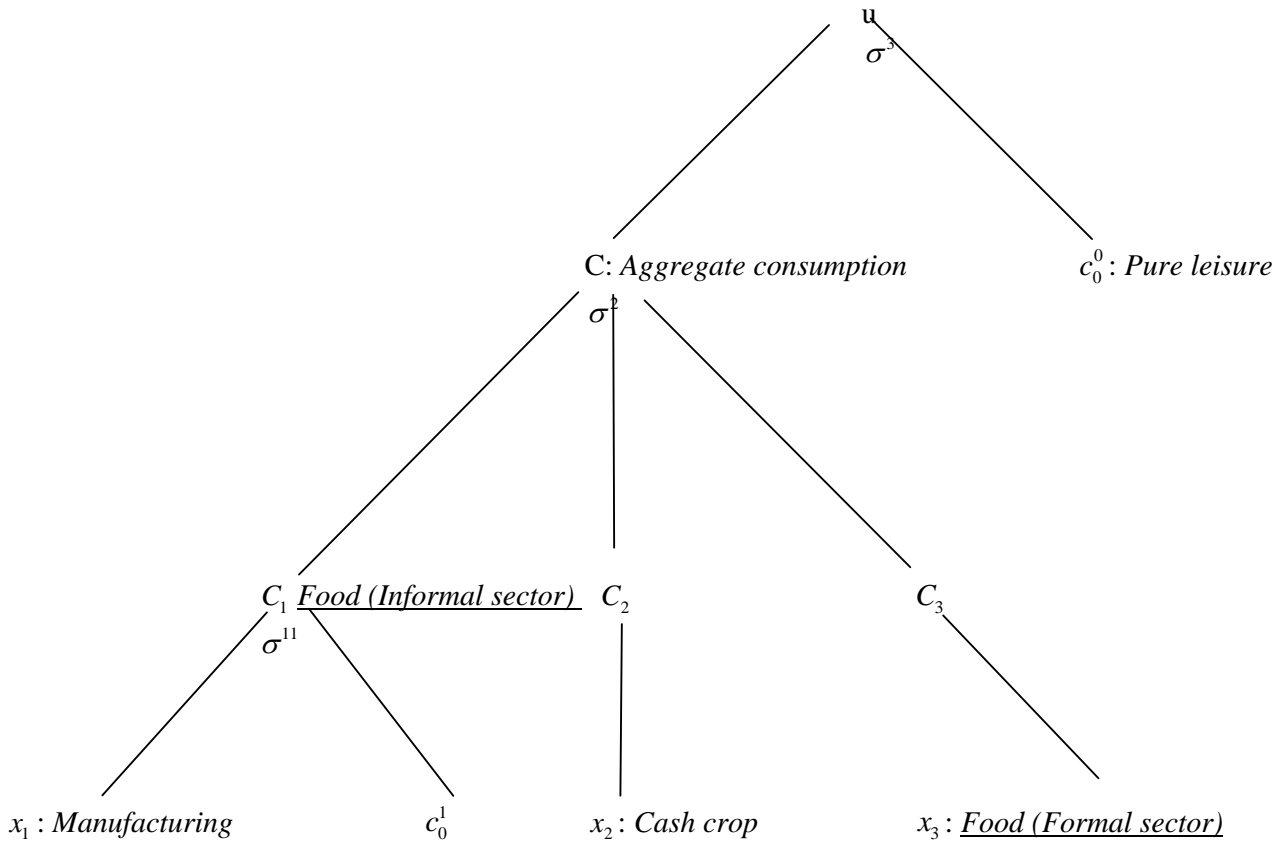 u
σ³
C: Aggregate consumption
c₀⁰ : Pure leisure
σ²
C₁ Food (Informal sector)
C₂
C₃
σ¹¹
x₁ : Manufacturing
c₀¹
x₂ : Cash crop
x₃ : Food (Formal sector)